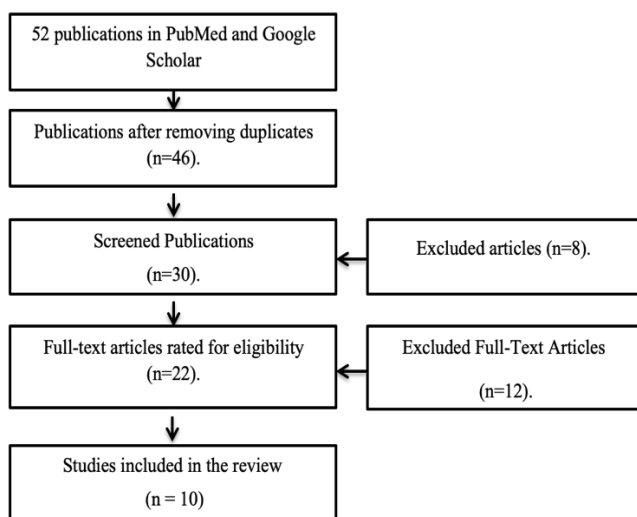 52 publications in PubMed and Google
Scholar
Publications after removing duplicates
(n=46).
Screened Publications
(n=30).
Excluded articles (n=8).
Full-text articles rated for eligibility
(n=22).
Excluded Full-Text Articles
(n=12).
Studies included in the review
(n = 10)